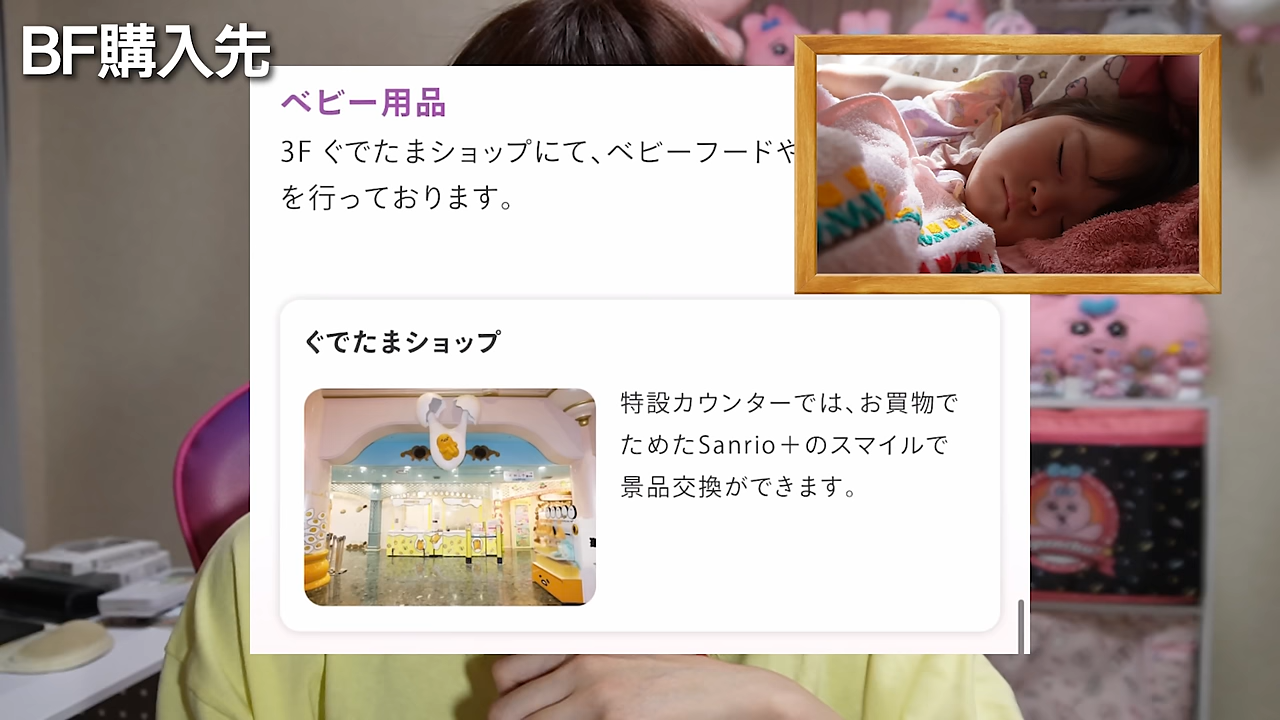 BF購入先
ベビー用品
3F ぐでたまショップにて、ベビーフードや
を行っております。
ぐでたまショップ
特設カウンターでは、お買物で
ためたSanrio＋のスマイルで
景品交換ができます。